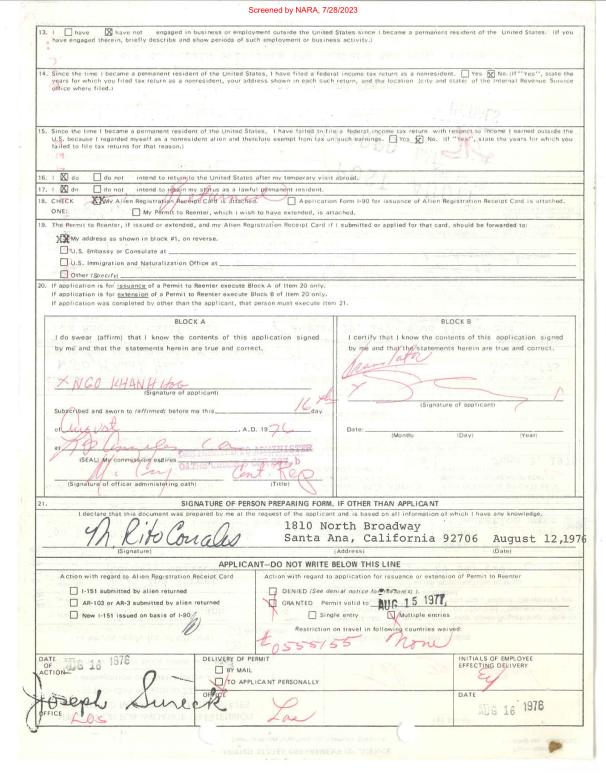 Screened by NARA, 7/28/2023
13. I ☐ have ☒ have not engaged in business or employment outside the United States since I became a permanent resident of the United States. (If you
have engaged therein, briefly describe and show periods of such employment or business activity.)
14. Since the time I became a permanent resident of the United States, I have filed a federal income tax return as a nonresident. ☐ Yes ☒ No. (If "Yes", state the
years for which you filed tax return as a nonresident, your address shown in each such return, and the location (city and state) of the Internal Revenue Service
office where filed.)
15. Since the time I became a permanent resident of the United States, I have failed to file a federal income tax return with respect to income I earned outside the
U.S. because I regarded myself as a nonresident alien and therefore exempt from tax on such earnings. ☐ Yes ☒ No. (If "Yes", state the years for which you
failed to file tax returns for that reason.)
16. I ☒ do ☐ do not intend to return to the United States after my temporary visit abroad.
17. I ☒ do ☐ do not intend to retain my status as a lawful permanent resident.
18. CHECK XX My Alien Registration Receipt Card is attached. ☐ Application Form I-90 for issuance of Alien Registration Receipt Card is attached.
ONE: ☐ My Permit to Reenter, which I wish to have extended, is attached.
19. The Permit to Reenter, if issued or extended, and my Alien Registration Receipt Card if I submitted or applied for that card, should be forwarded to:
XX My address as shown in block #1, on reverse.
☐ U.S. Embassy or Consulate at
☐ U.S. Immigration and Naturalization Office at
☐ Other (Specify)
20. If application is for issuance of a Permit to Reenter execute Block A of Item 20 only.
If application is for extension of a Permit to Reenter execute Block B of Item 20 only.
If application was completed by other than the applicant, that person must execute Item 21.
BLOCK A
I do swear (affirm) that I know the contents of this application signed
by me and that the statements herein are true and correct.
x NGO KHANH HOA
(Signature of applicant)
Subscribed and sworn to (affirmed) before me this 16th day
of August, A.D. 1976
at Los Angeles Ca
(SEAL) My commission expires
(Signature of officer administering oath) (Title)
BLOCK B
I certify that I know the contents of this application signed
by me and that the statements herein are true and correct.
x
(Signature of applicant)
Date:
(Month) (Day) (Year)
21. SIGNATURE OF PERSON PREPARING FORM, IF OTHER THAN APPLICANT
I declare that this document was prepared by me at the request of the applicant and is based on all information of which I have any knowledge.
1810 North Broadway
Santa Ana, California 92706 August 12, 1976
(Signature) (Address) (Date)
APPLICANT—DO NOT WRITE BELOW THIS LINE
Action with regard to Alien Registration Receipt Card
☐ I-151 submitted by alien returned
☐ AR-103 or AR-3 submitted by alien returned
☐ New I-151 issued on basis of I-90
Action with regard to application for issuance or extension of Permit to Reenter
☐ DENIED (See denial notice
☒ GRANTED Permit valid to AUG 15 1977
☐ Single entry ☒ Multiple entries
Restriction on travel in following countries waived:
0555155 None
DATE
OF
ACTION AUG 16 1976
Joseph Sureck
OFFICE LOS
DELIVERY OF PERMIT
☐ BY MAIL
☒ TO APPLICANT PERSONALLY
OFFICE
Los
INITIALS OF EMPLOYEE
EFFECTING DELIVERY
DATE
AUG 16 1976